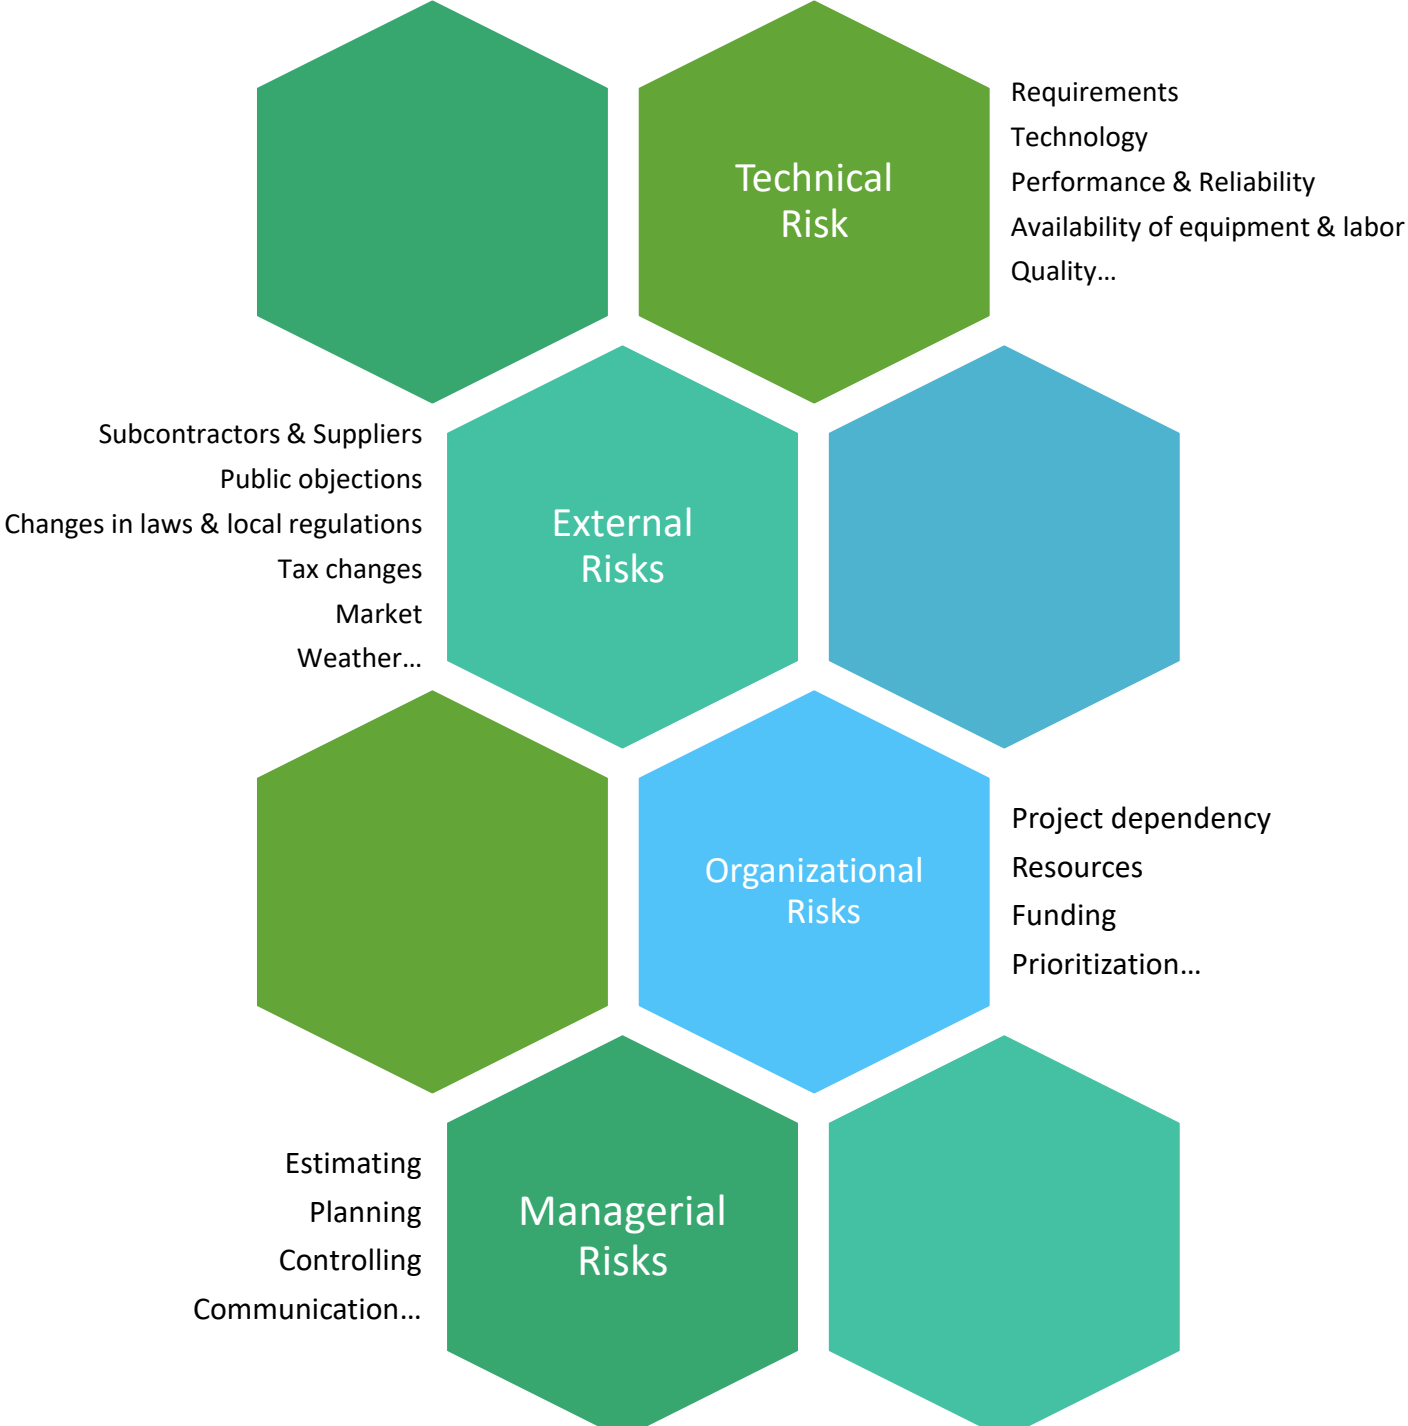 Technical
Risk
Requirements
Technology
Performance & Reliability
Availability of equipment & labor
Quality…
Subcontractors & Suppliers
Public objections
Changes in laws & local regulations
Tax changes
Market
Weather…
External
Risks
Organizational
Risks
Project dependency
Resources
Funding
Prioritization…
Estimating
Planning
Controlling
Communication…
Managerial
Risks